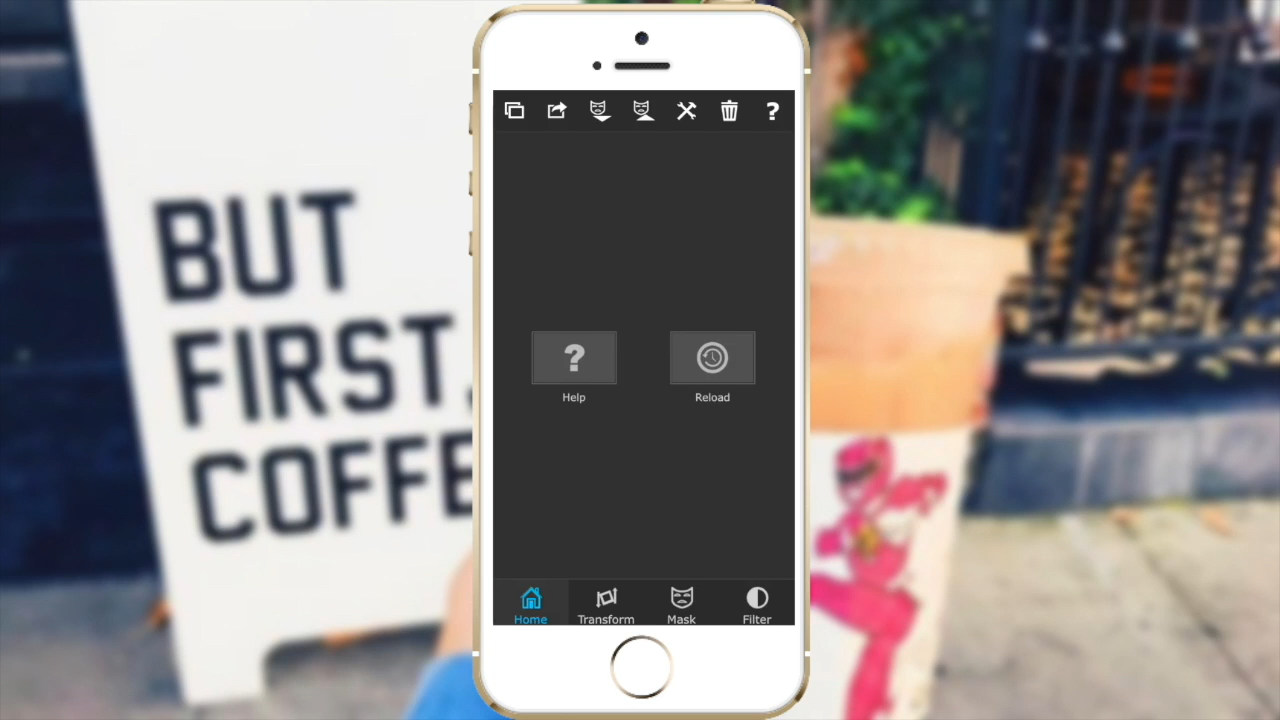 BUT
FIRST,
COFFE
?
?
Help
Reload
Home
Transform
Mask
Filter